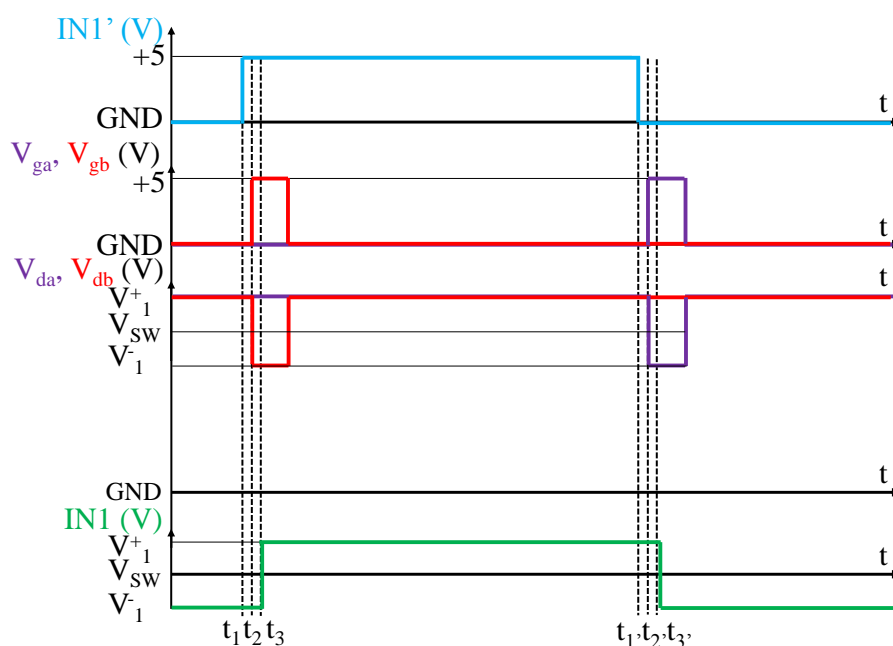 IN1’ (V)
+5
t
GND
Vga, Vgb (V)
+5
t
GND
Vda, Vdb (V)
t
V+1
VSW
V-1
t
GND
IN1 (V)
V+1
t
VSW
V-1
t1 t2 t3 t1’ t2’ t3’